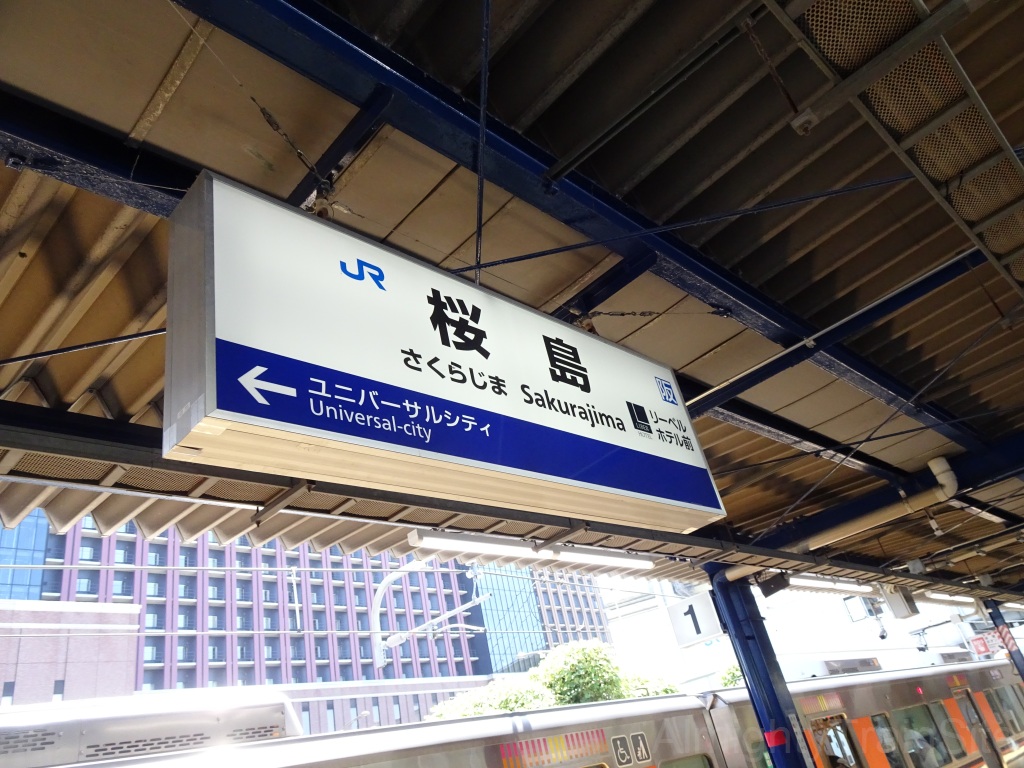 JR
桜島
さくらじま Sakurajima
阪
リーベル
ホテル前
← ユニバーサルシティ
Universal-city
1